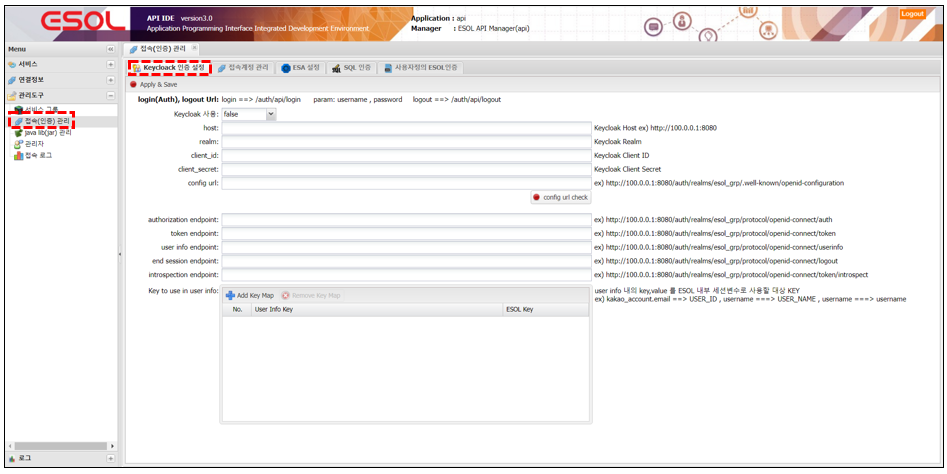 ESOL
API IDE version3.0
Application Programming Interface Integrated Development Environment
Application : api
Manager : ESOL API Manager(api)
Logout
Menu
서비스
연결정보
관리도구
서비스 그룹
접속(인증) 관리
java lib(jar) 관리
관리자
접속 로그
로그
접속(인증) 관리
Keycloack 인증 설정
접속계정 관리
ESA 설정
SQL 인증
사용자정의 ESOL인증
Apply & Save
login(Auth), logout Url: login ==> /auth/api/login param: username , password logout ==> /auth/api/logout
Keycloak 사용: false
host: Keycloak Host ex) http://100.0.0.1:8080
realm: Keycloak Realm
client_id: Keycloak Client ID
client_secret: Keycloak Client Secret
config url: ex) http://100.0.0.1:8080/auth/realms/esol_grp/.well-known/openid-configuration
config url check
authorization endpoint: ex) http://100.0.0.1:8080/auth/realms/esol_grp/protocol/openid-connect/auth
token endpoint: ex) http://100.0.0.1:8080/auth/realms/esol_grp/protocol/openid-connect/token
user info endpoint: ex) http://100.0.0.1:8080/auth/realms/esol_grp/protocol/openid-connect/userinfo
end session endpoint: ex) http://100.0.0.1:8080/auth/realms/esol_grp/protocol/openid-connect/logout
introspection endpoint: ex) http://100.0.0.1:8080/auth/realms/esol_grp/protocol/openid-connect/token/introspect
Key to use in user info: Add Key Map Remove Key Map
user info 내의 key,value 를 ESOL 내부 세션변수로 사용할 대상 KEY
ex) kakao_account.email ==> USER_ID , username ===> USER_NAME , username ===> username
No. User Info Key ESOL Key